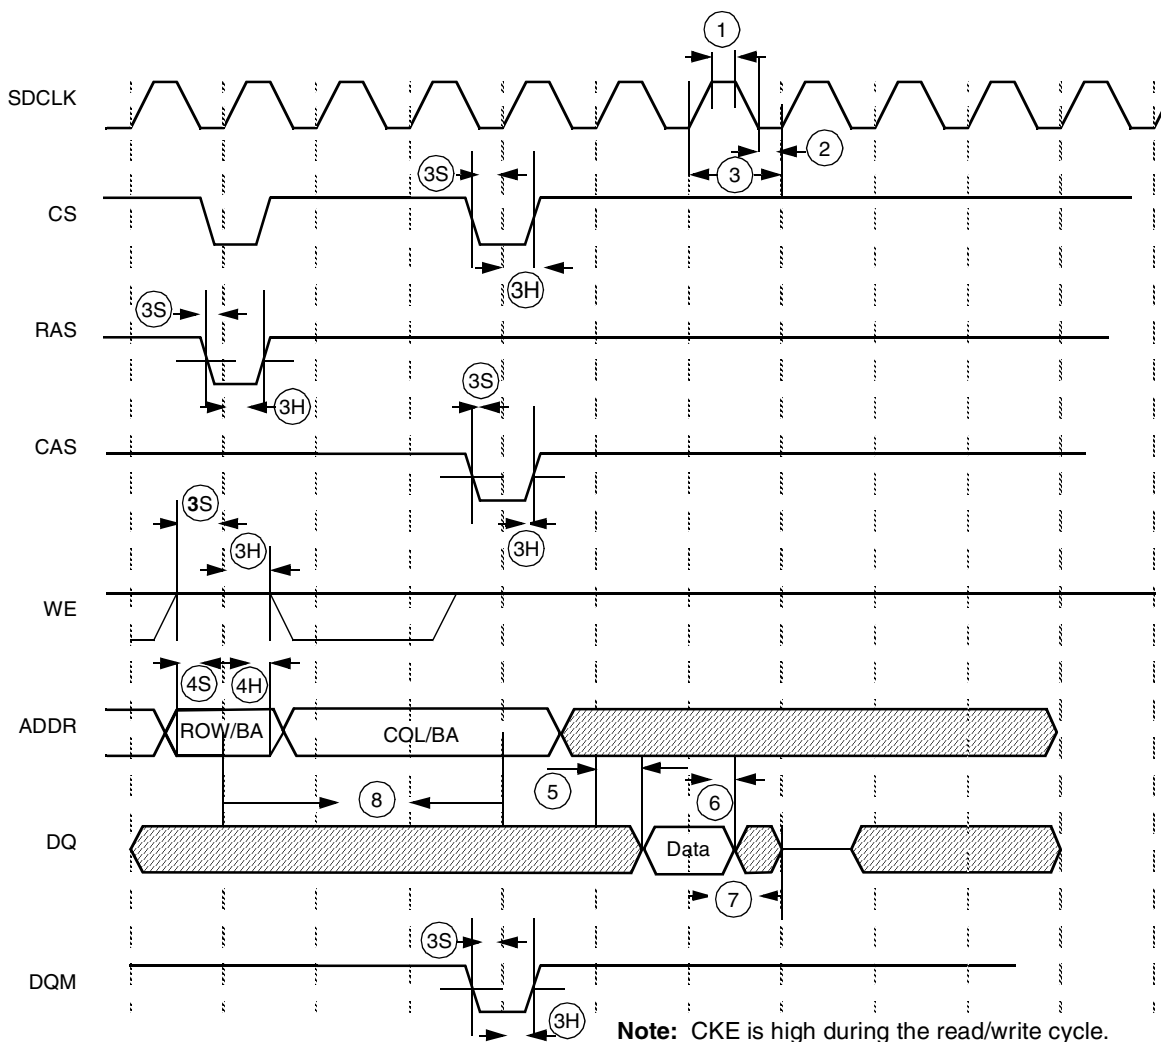 1
SDCLK
2
3S
3
CS
3H
3S
RAS
3S
3H
CAS
3S
3H
3H
WE
4S
4H
ADDR
ROW/BA
COL/BA
5
8
6
DQ
Data
7
3S
DQM
3H
Note: CKE is high during the read/write cycle.